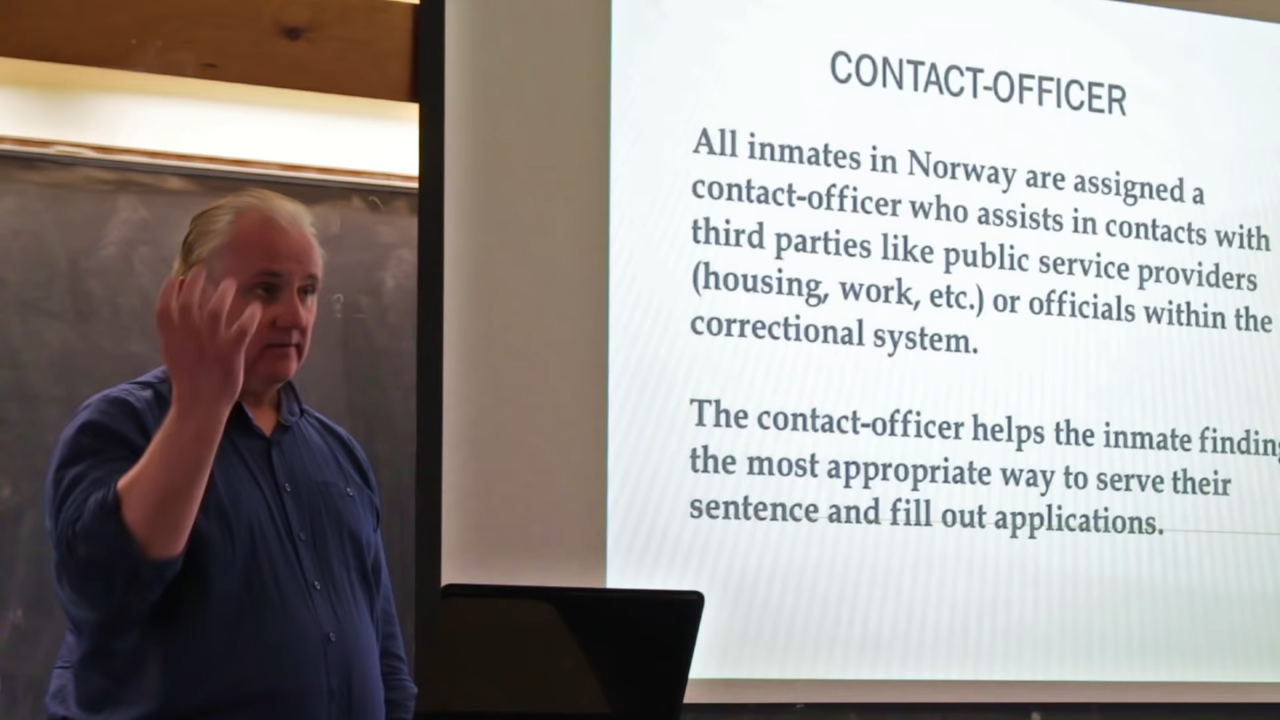 CONTACT-OFFICER
All inmates in Norway are assigned a
contact-officer who assists in contacts with
third parties like public service providers
(housing, work, etc.) or officials within the
correctional system.
The contact-officer helps the inmate finding
the most appropriate way to serve their
sentence and fill out applications.